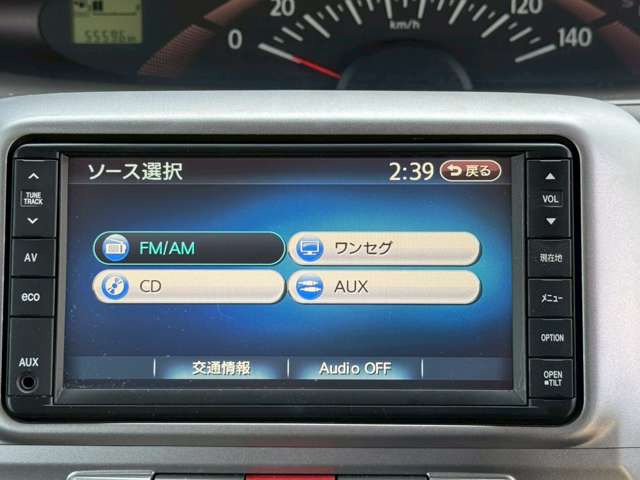 55596 km
0 20 120 140
km/h
ソース選択 2:39 戻る
TUNE
TRACK
AV
eco
AUX
FM/AM ワンセグ
CD AUX
交通情報 Audio OFF
VOL
現在地
メニュー
OPTION
OPEN
TILT